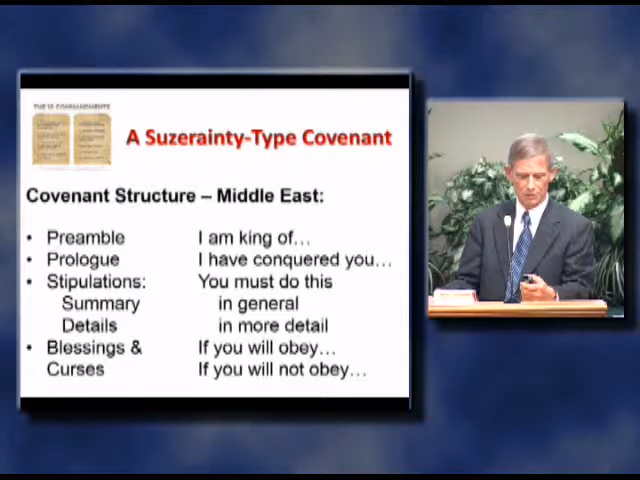 THE 10 COMMANDMENTS
A Suzerainty-Type Covenant
Covenant Structure – Middle East:
• Preamble I am king of…
• Prologue I have conquered you…
• Stipulations: You must do this
Summary in general
Details in more detail
• Blessings & If you will obey…
Curses If you will not obey…